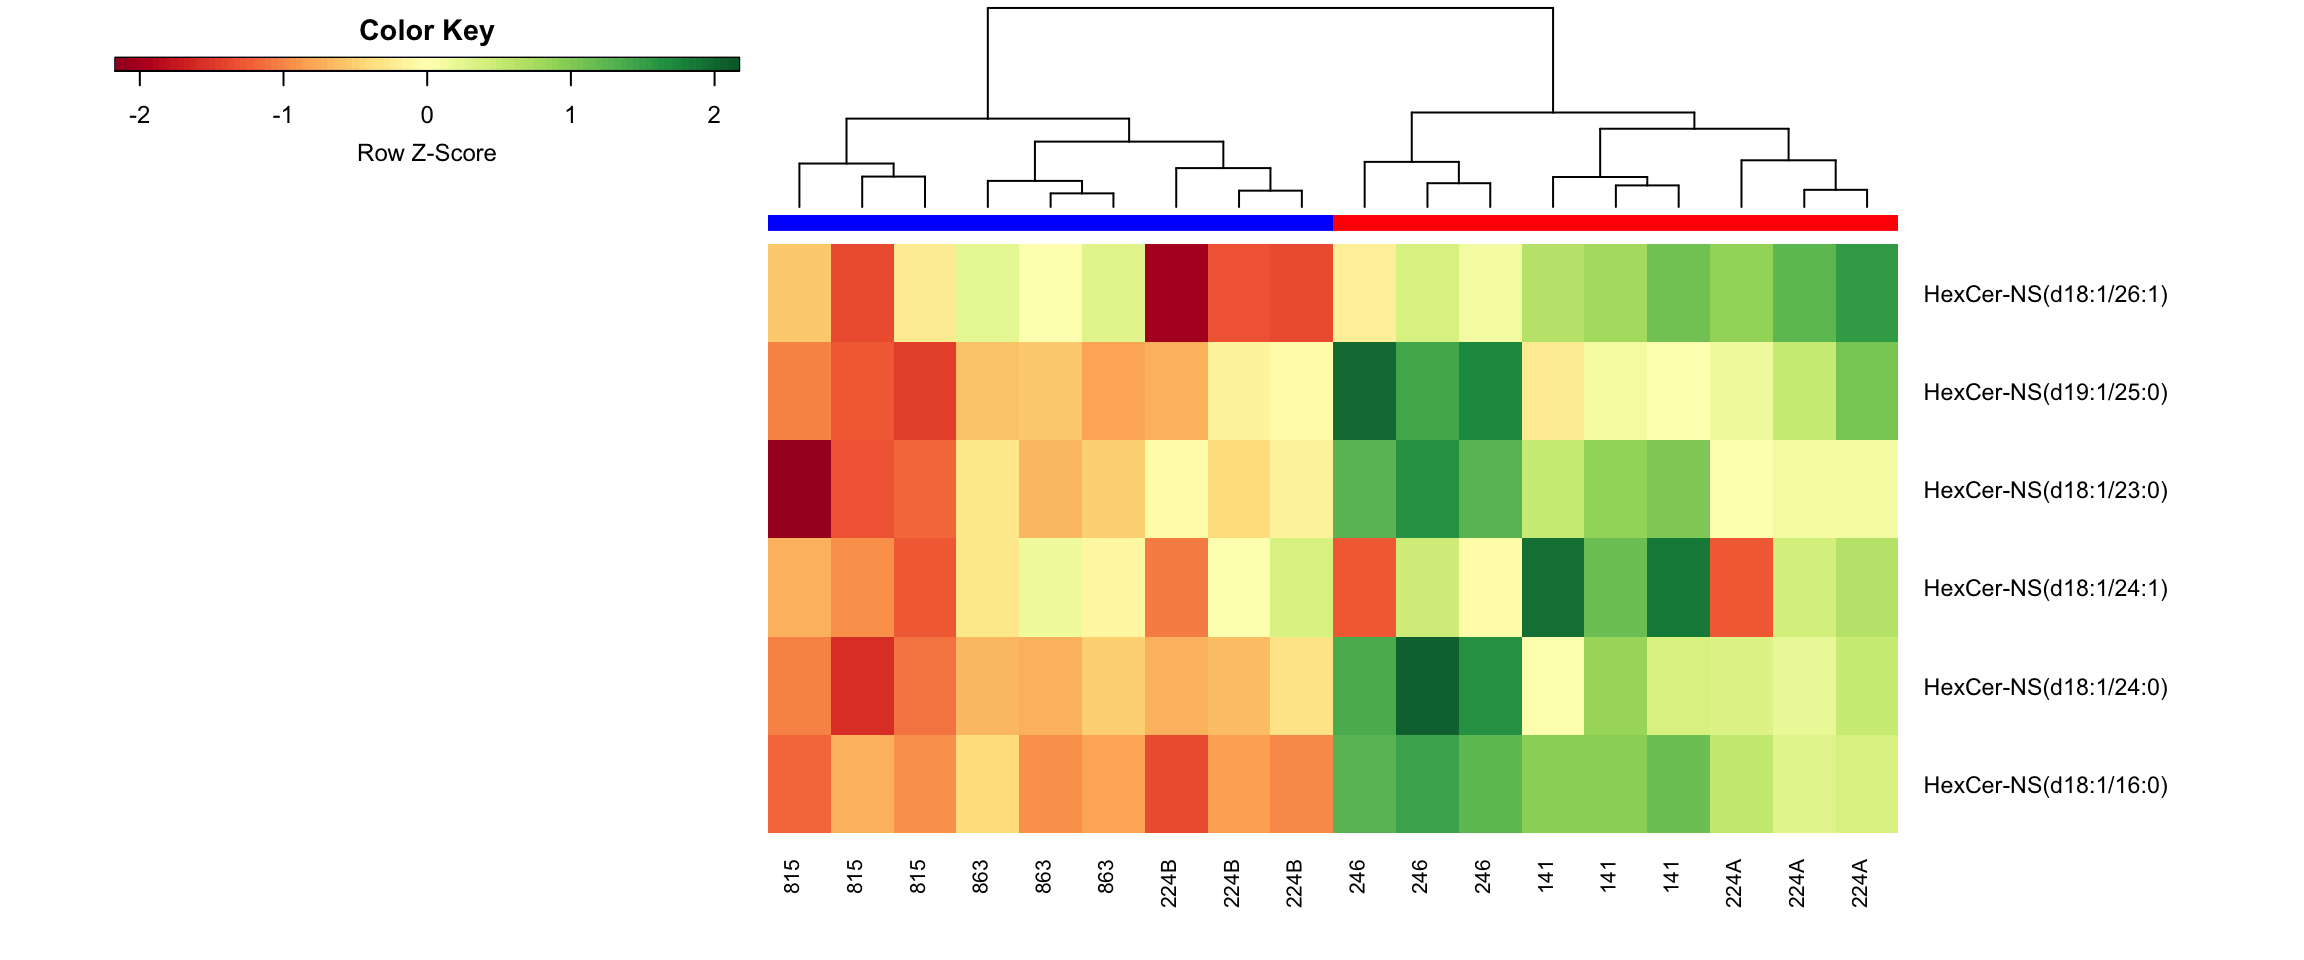 Color Key
-2 -1 0 1 2
Row Z-Score
HexCer-NS(d18:1/26:1)
HexCer-NS(d19:1/25:0)
HexCer-NS(d18:1/23:0)
HexCer-NS(d18:1/24:1)
HexCer-NS(d18:1/24:0)
HexCer-NS(d18:1/16:0)
815 815 815 863 863 863 224B 224B 224B 246 246 246 141 141 141 224A 224A 224A